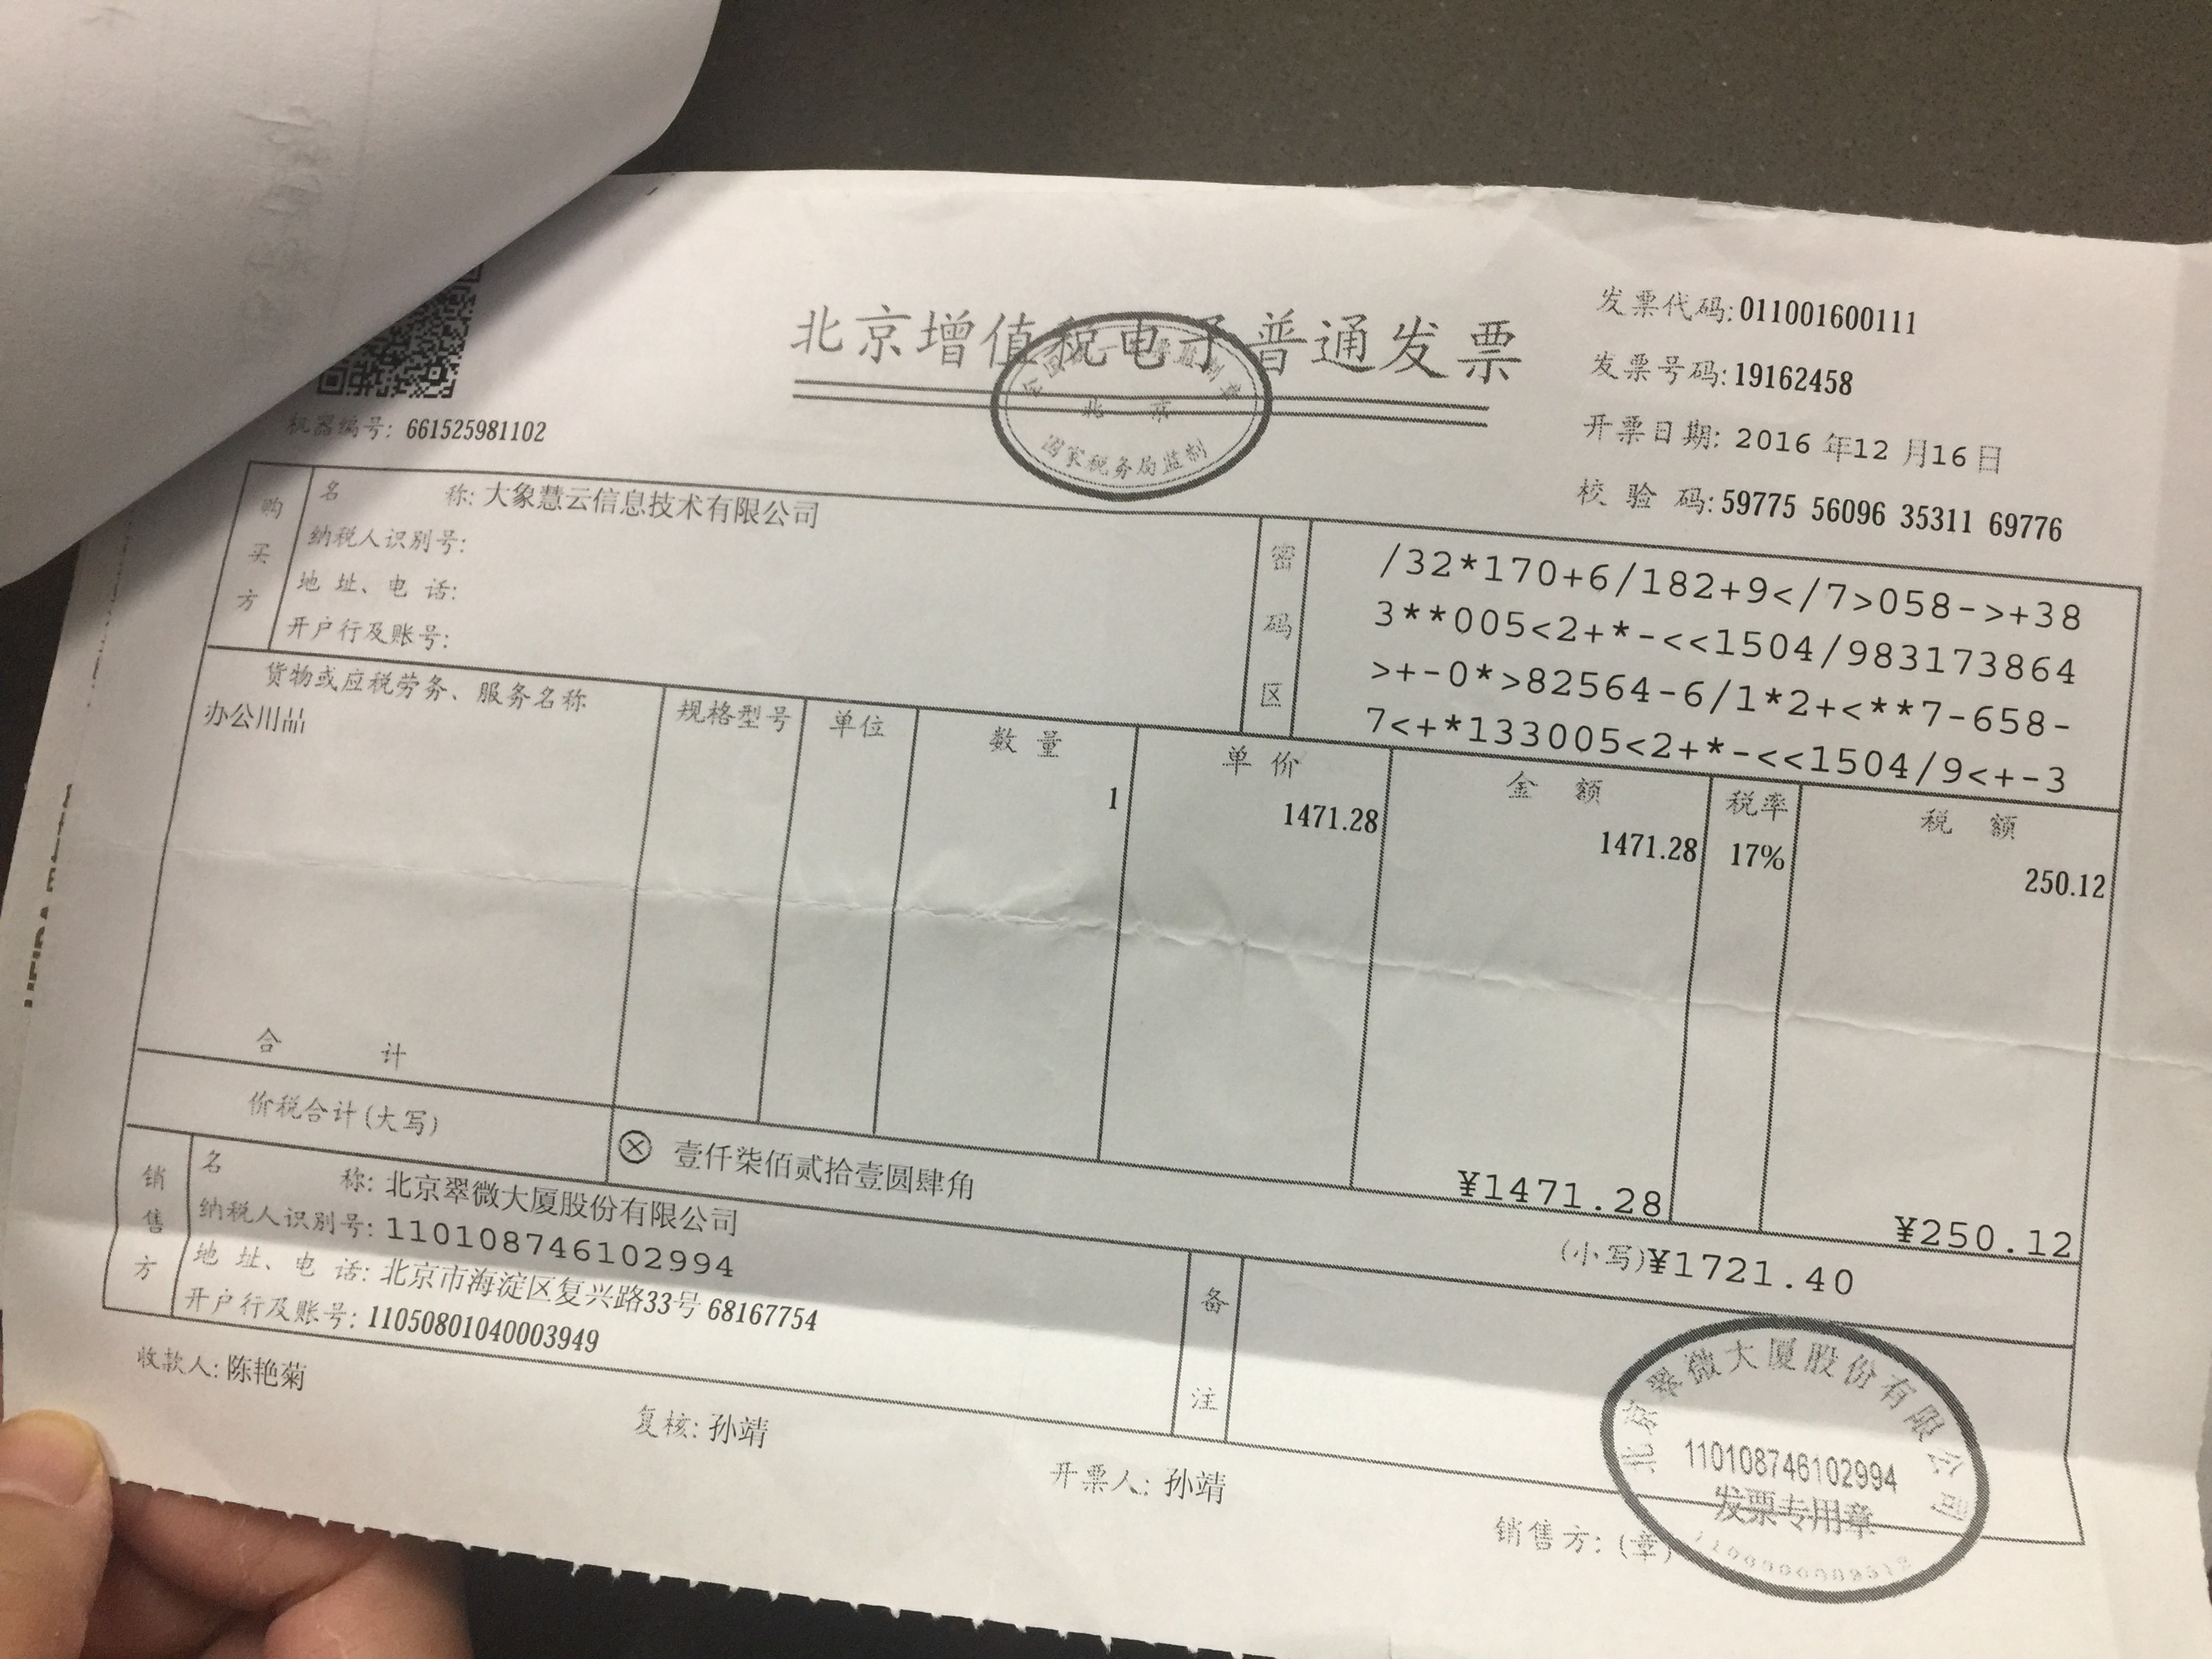 北京增值税电子普通发票
国家税务局监制
北 京
发票代码:011001600111
发票号码:19162458
开票日期: 2016 年12 月16 日
校 验 码:59775 56096 35311 69776
机器编号: 661525981102
购买方
名 称: 大象慧云信息技术有限公司
纳税人识别号:
地 址、电 话:
开户行及账号:
密码区
/32*170+6/182+9</7>058->+38
3**005<2+*-<<1504/983173864
>+-0*>82564-6/1*2+<**7-658-
7<+*133005<2+*-<<1504/9<+-3
货物或应税劳务、服务名称 规格型号 单位 数 量 单 价 金 额 税率 税 额
办公用品 1 1471.28 1471.28 17% 250.12
合 计 ¥1471.28 ¥250.12
价税合计(大写) ⊗ 壹仟柒佰贰拾壹圆肆角 (小写)¥1721.40
销售方
名 称: 北京翠微大厦股份有限公司
纳税人识别号: 110108746102994
地 址、电 话: 北京市海淀区复兴路33号 68167754
开户行及账号: 11050801040003949
备注
收款人: 陈艳菊 复核: 孙靖 开票人: 孙靖 销售方: (章)
北京翠微大厦股份有限公司
110108746102994
发票专用章